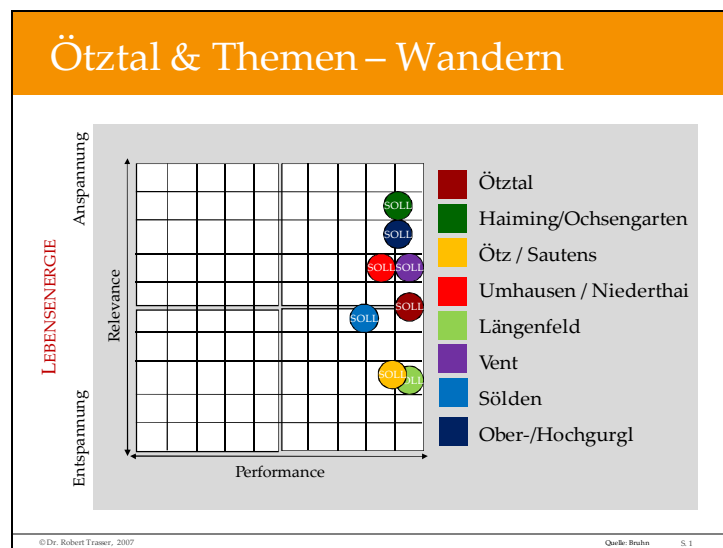 Ötztal & Themen – Wandern
Anspannung
LEBENSENERGIE
Entspannung
Relevance
SOLL
SOLL
SOLL
SOLL
SOLL
SOLL
SOLL
OLL
Performance
Ötztal
Haiming/Ochsengarten
Ötz / Sautens
Umhausen / Niederthai
Längenfeld
Vent
Sölden
Ober-/Hochgurgl
©Dr. Robert Trasser, 2007
Quelle: Bruhn
S. 1